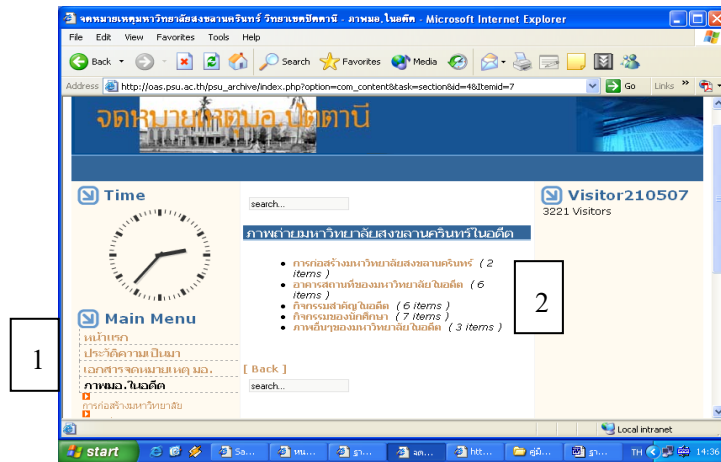 จดหมายเหตุมหาวิทยาลัยสงขลานครินทร์ วิทยาเขตปัตตานี - ภาพมอ.ในอดีต - Microsoft Internet Explorer
File Edit View Favorites Tools Help
Back Search Favorites Media
Address http://oas.psu.ac.th/psu_archive/index.php?option=com_content&task=section&id=4&Itemid=7 Go Links »
จดหมายเหตุมอ.ปัตตานี
Time
search...
Visitor210507
3221 Visitors
ภาพถ่ายมหาวิทยาลัยสงขลานครินทร์ในอดีต
การก่อสร้างมหาวิทยาลัยสงขลานครินทร์ ( 2
items )
อาคารสถานที่ของมหาวิทยาลัยในอดีต ( 6
items )
กิจกรรมสำคัญในอดีต ( 6 items )
กิจกรรมของนักศึกษา ( 7 items )
ภาพอื่นๆของมหาวิทยาลัยในอดีต ( 3 items )
2
Main Menu
1
หน้าแรก
ประวัติความเป็นมา
เอกสารจดหมายเหตุ มอ.
[ Back ]
ภาพมอ.ในอดีต
search...
การก่อสร้างมหาวิทยาลัย
Local intranet
start Sa... หน... ฐา... จด... htt... คู่มื... รูา... TH 14:36